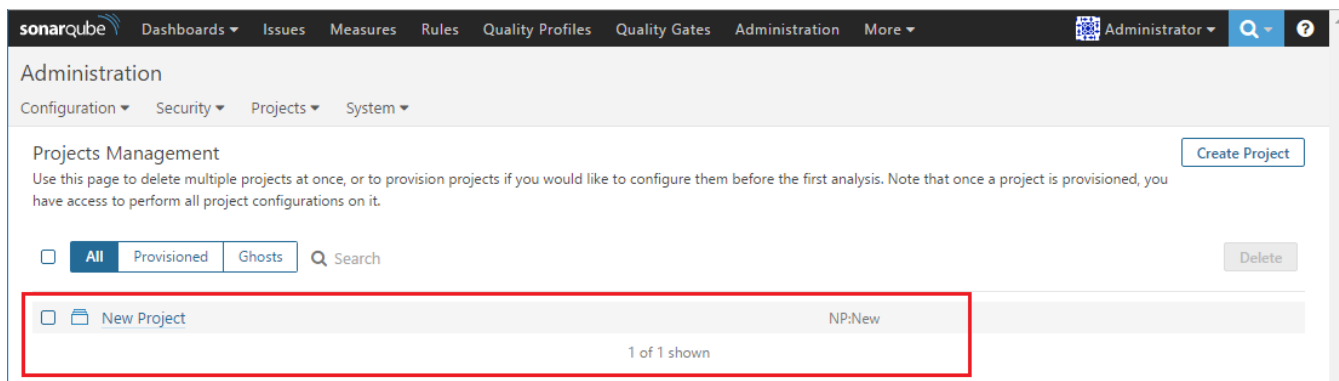 sonarqube Dashboards Issues Measures Rules Quality Profiles Quality Gates Administration More Administrator
Administration
Configuration Security Projects System
Projects Management
Create Project
Use this page to delete multiple projects at once, or to provision projects if you would like to configure them before the first analysis. Note that once a project is provisioned, you
have access to perform all project configurations on it.
All Provisioned Ghosts Search Delete
New Project NP:New
1 of 1 shown